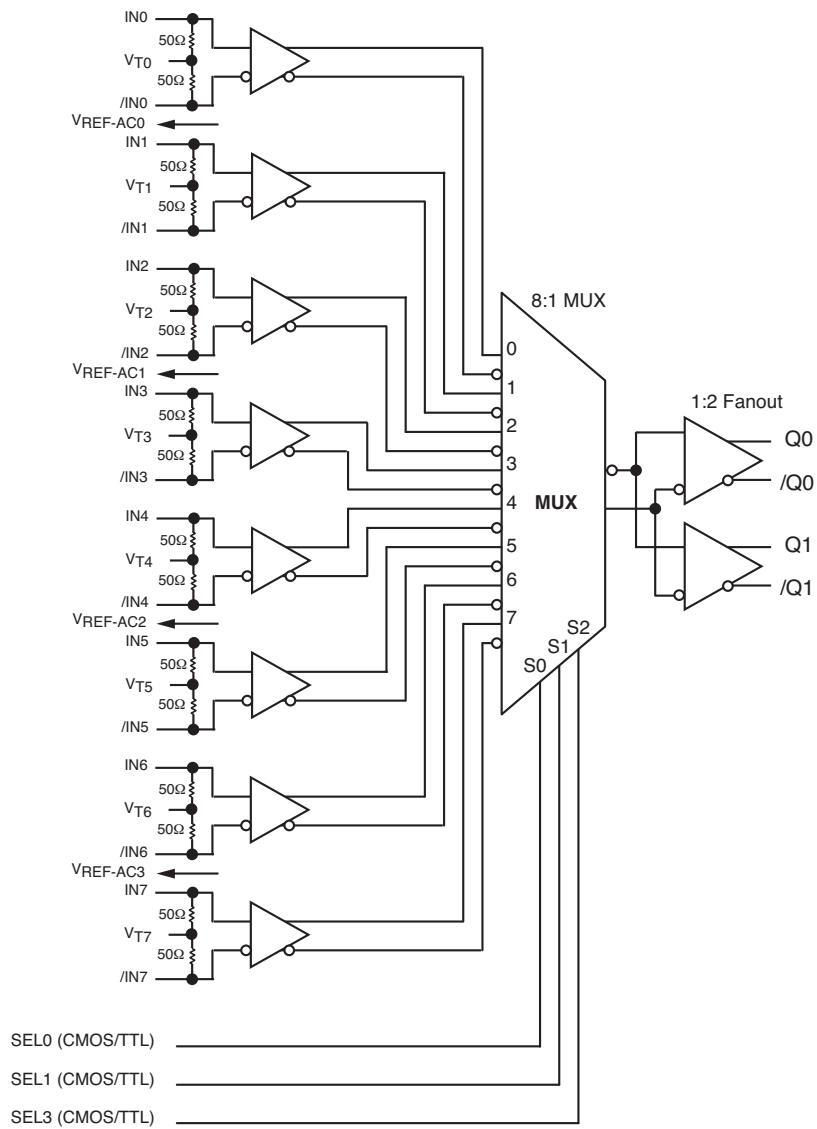 IN0
50Ω
VT0
50Ω
/IN0
VREF-AC0
IN1
50Ω
VT1
50Ω
/IN1
IN2
50Ω
VT2
50Ω
/IN2
VREF-AC1
IN3
50Ω
VT3
50Ω
/IN3
IN4
50Ω
VT4
50Ω
/IN4
VREF-AC2
IN5
50Ω
VT5
50Ω
/IN5
IN6
50Ω
VT6
50Ω
/IN6
VREF-AC3
IN7
50Ω
VT7
50Ω
/IN7
8:1 MUX
0
1
2
3
4
5
6
7
MUX
S0
S1
S2
1:2 Fanout
Q0
/Q0
Q1
/Q1
SEL0 (CMOS/TTL)
SEL1 (CMOS/TTL)
SEL3 (CMOS/TTL)